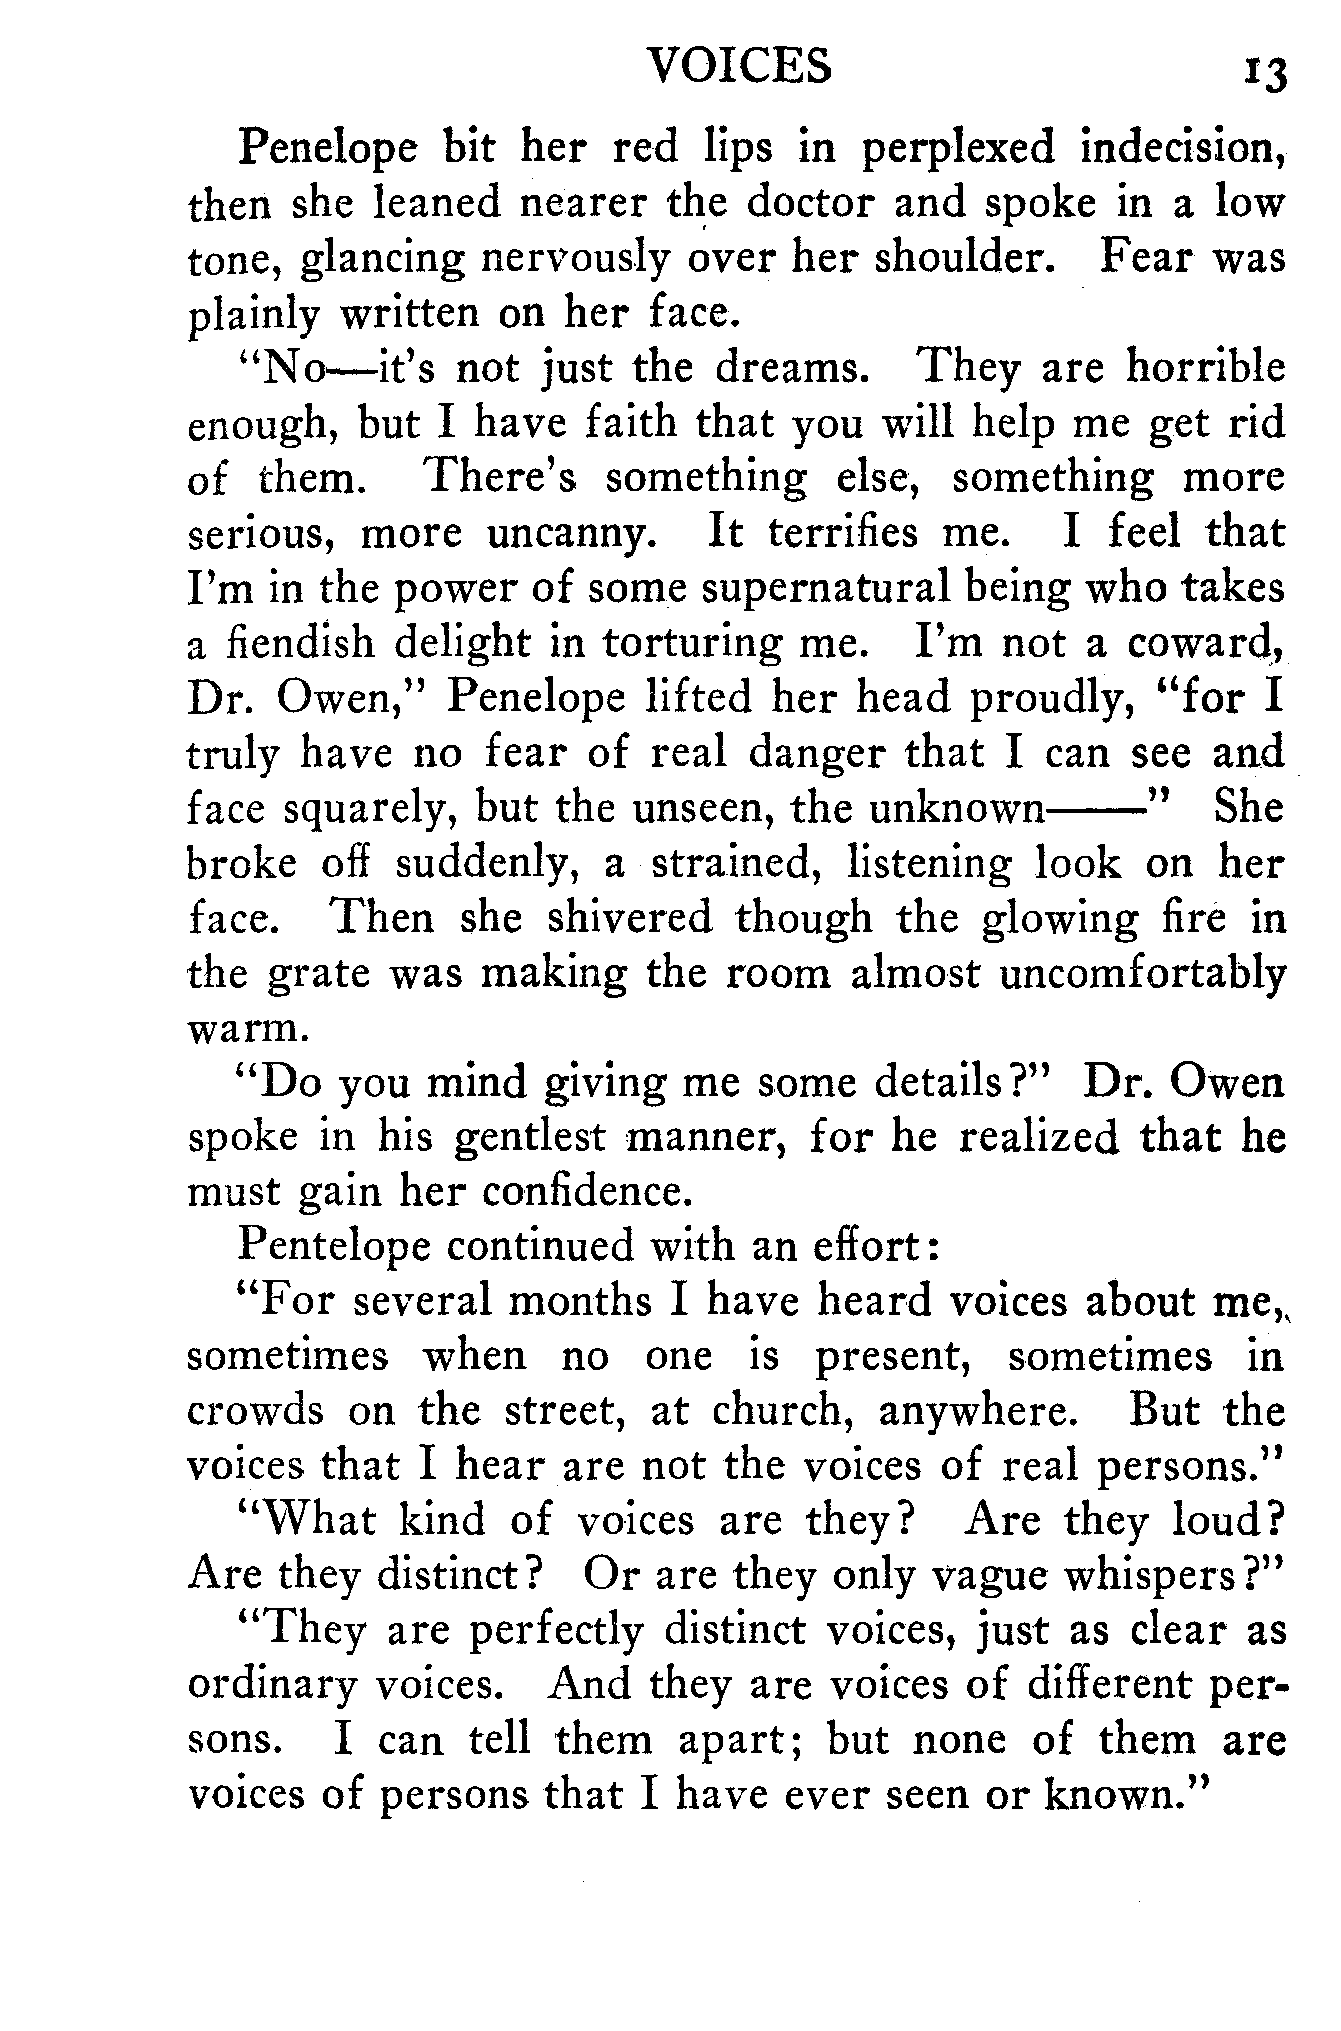 VOICES 13
Penelope bit her red lips in perplexed indecision,
then she leaned nearer the doctor and spoke in a low
tone, glancing nervously over her shoulder. Fear was
plainly written on her face.
“No—it’s not just the dreams. They are horrible
enough, but I have faith that you will help me get rid
of them. There’s something else, something more
serious, more uncanny. It terrifies me. I feel that
I’m in the power of some supernatural being who takes
a fiendish delight in torturing me. I’m not a coward,
Dr. Owen,” Penelope lifted her head proudly, “for I
truly have no fear of real danger that I can see and
face squarely, but the unseen, the unknown——” She
broke off suddenly, a strained, listening look on her
face. Then she shivered though the glowing fire in
the grate was making the room almost uncomfortably
warm.
“Do you mind giving me some details?” Dr. Owen
spoke in his gentlest manner, for he realized that he
must gain her confidence.
Pentelope continued with an effort:
“For several months I have heard voices about me,
sometimes when no one is present, sometimes in
crowds on the street, at church, anywhere. But the
voices that I hear are not the voices of real persons.”
“What kind of voices are they? Are they loud?
Are they distinct? Or are they only vague whispers?”
“They are perfectly distinct voices, just as clear as
ordinary voices. And they are voices of different per-
sons. I can tell them apart; but none of them are
voices of persons that I have ever seen or known.”